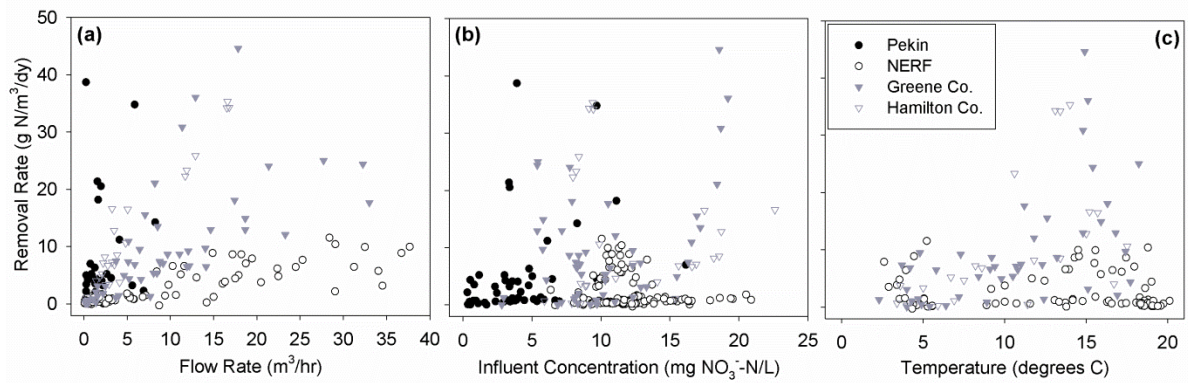 (a)
(b)
(c)
Pekin
NERF
Greene Co.
Hamilton Co.
Removal Rate (g N/m³/dy)
50
40
30
20
10
0
0 5 10 15 20 25 30 35 40
0 5 10 15 20 25
0 5 10 15 20
Flow Rate (m³/hr)
Influent Concentration (mg NO₃⁻-N/L)
Temperature (degrees C)